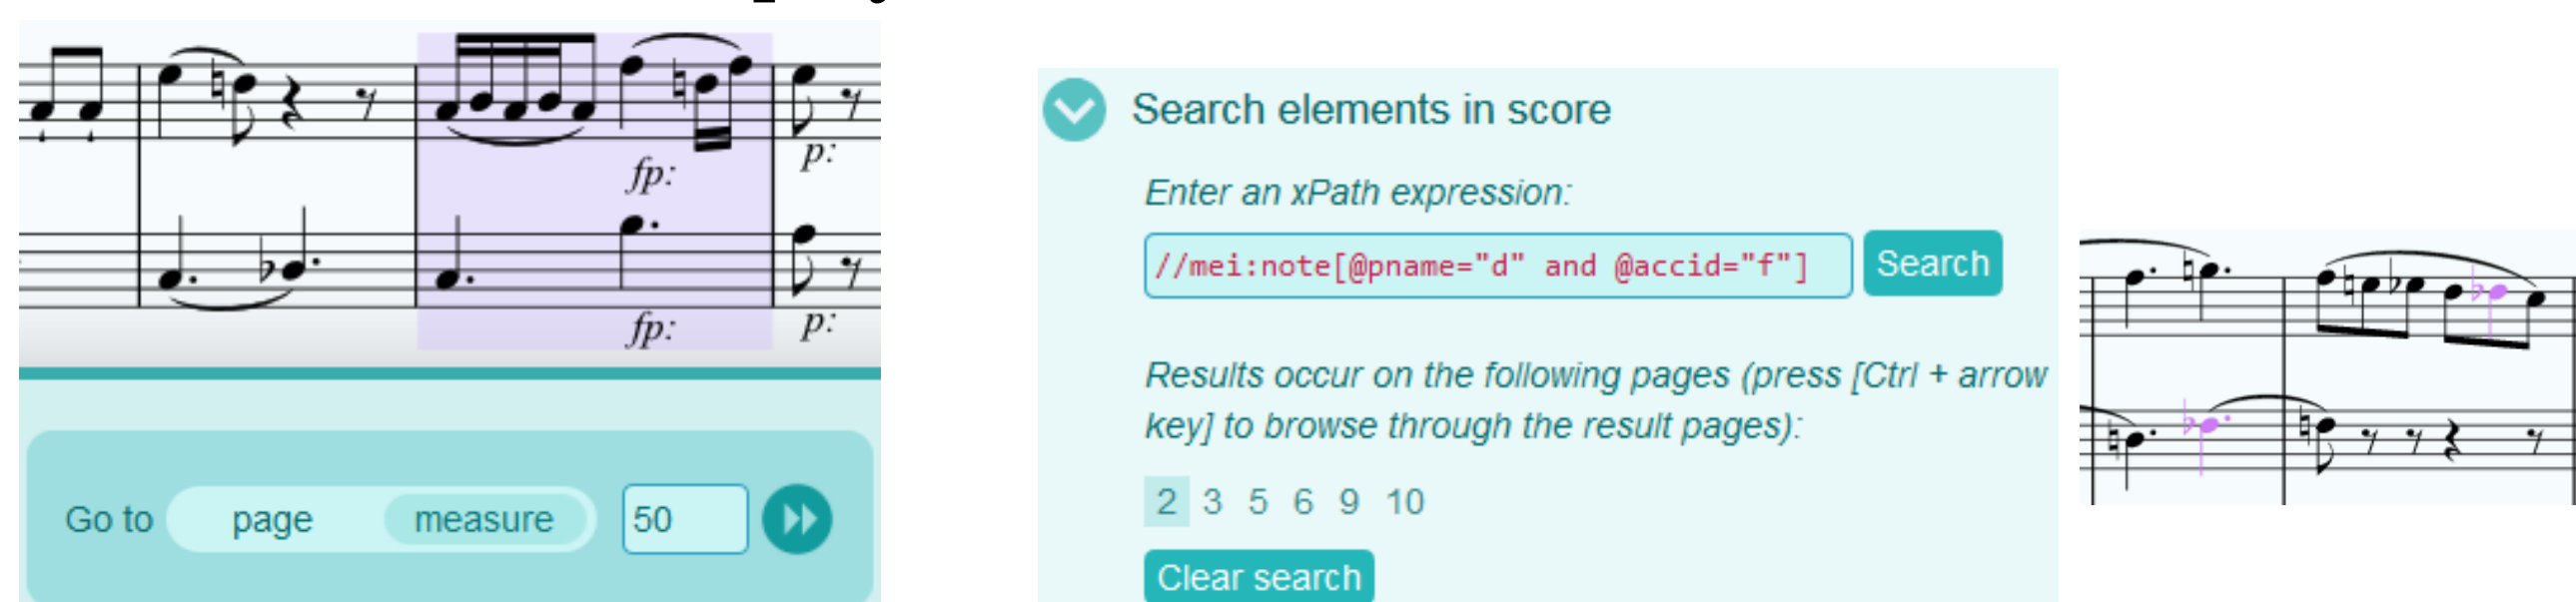 fp:
p:
fp:
p:
Go to page measure 50
Search elements in score
Enter an xPath expression:
//mei:note[@pname="d" and @accid="f"] Search
Results occur on the following pages (press [Ctrl + arrow
key] to browse through the result pages):
2 3 5 6 9 10
Clear search